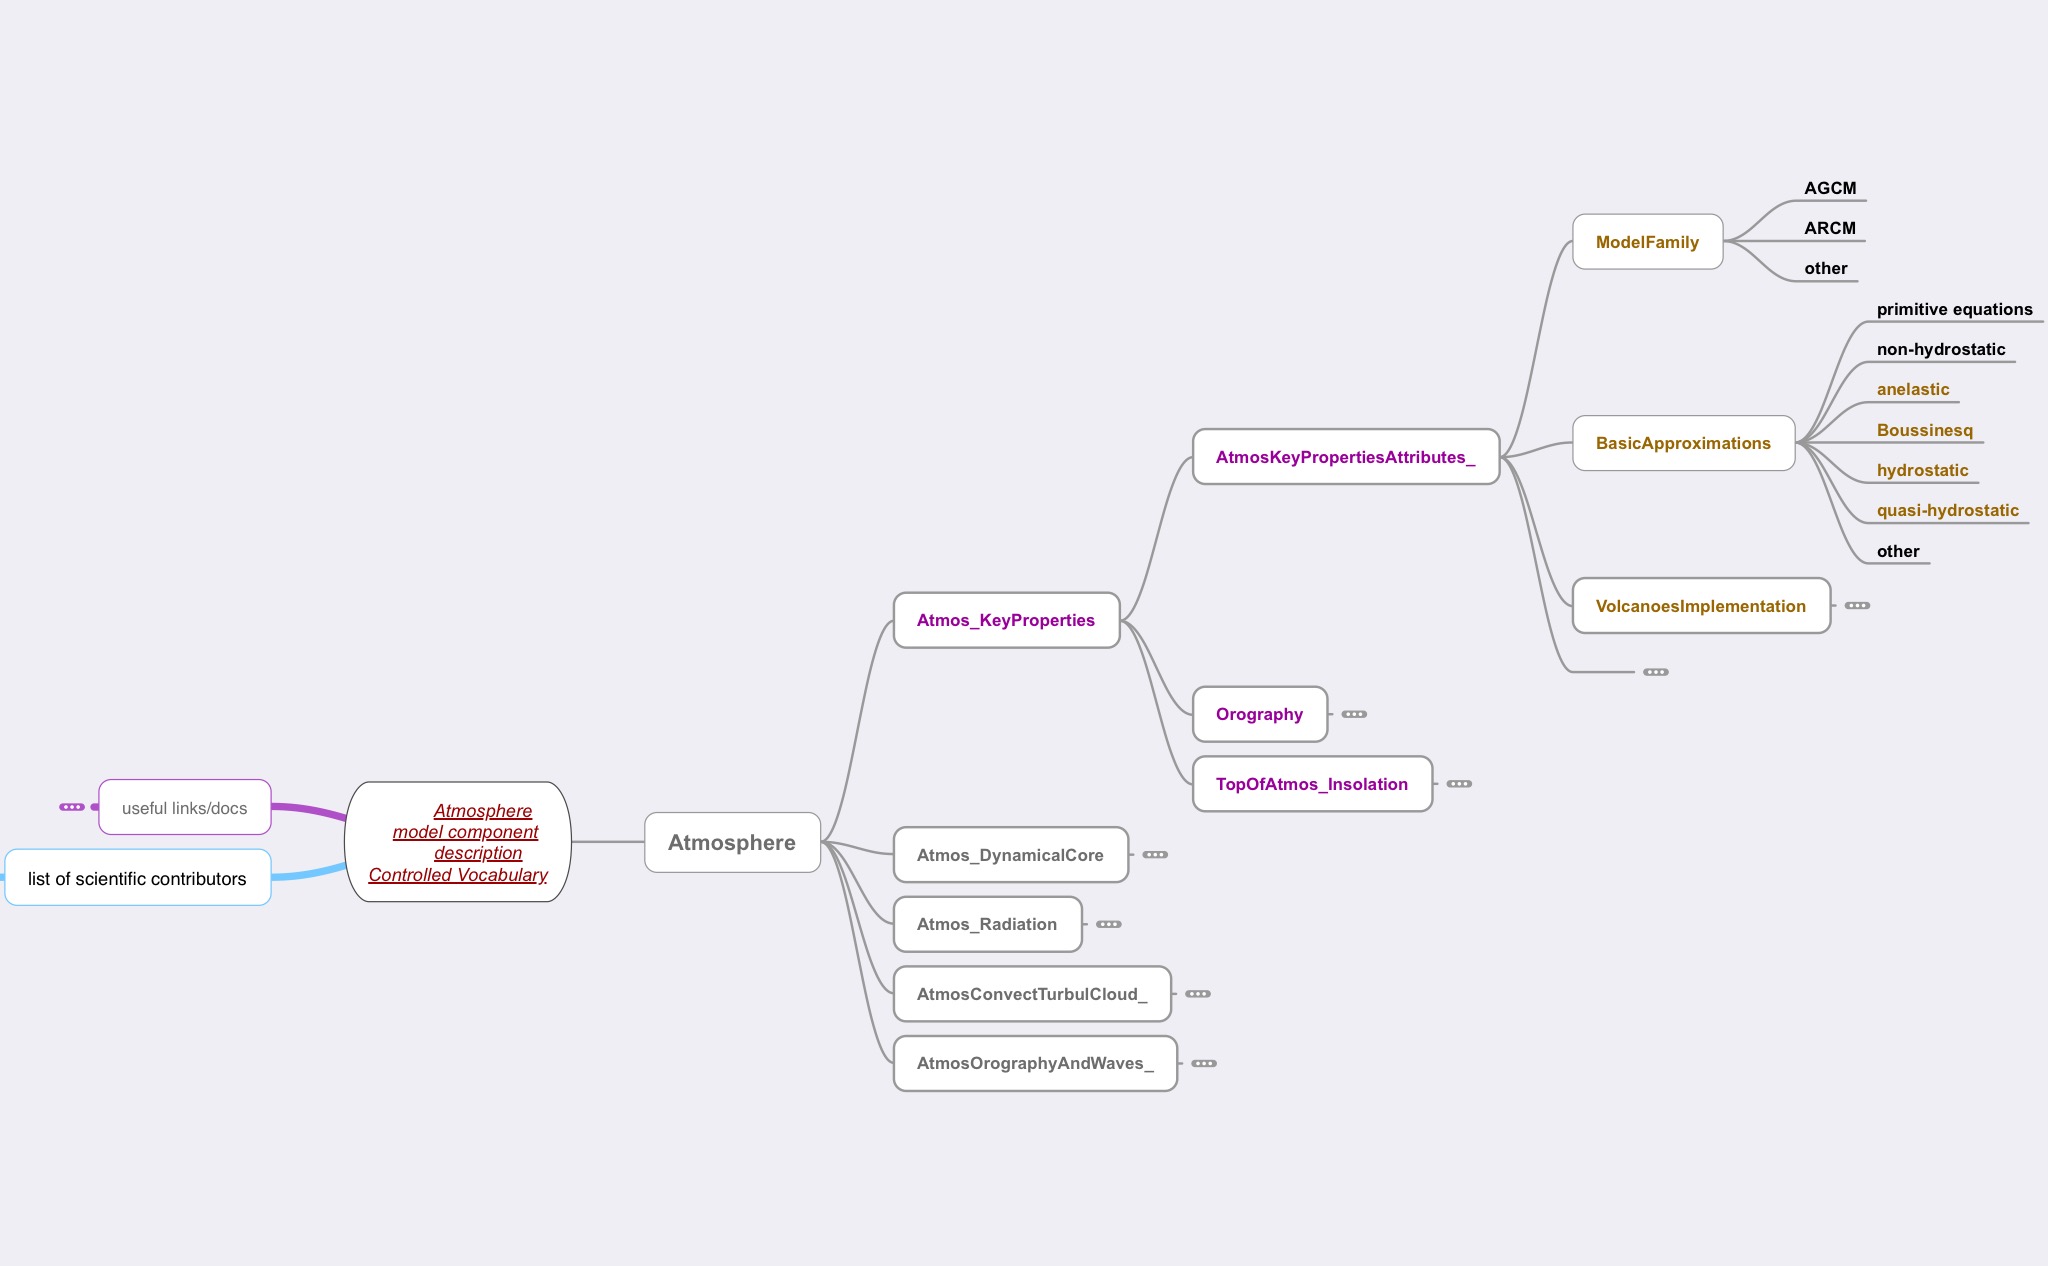 AGCM
ModelFamily
ARCM
other
primitive equations
non-hydrostatic
anelastic
Boussinesq
BasicApproximations
AtmosKeyPropertiesAttributes_
hydrostatic
quasi-hydrostatic
other
VolcanoesImplementation
Atmos_KeyProperties
Orography
TopOfAtmos_Insolation
useful links/docs
list of scientific contributors
Atmosphere
model component
description
Controlled Vocabulary
Atmosphere
Atmos_DynamicalCore
Atmos_Radiation
AtmosConvectTurbulCloud_
AtmosOrographyAndWaves_